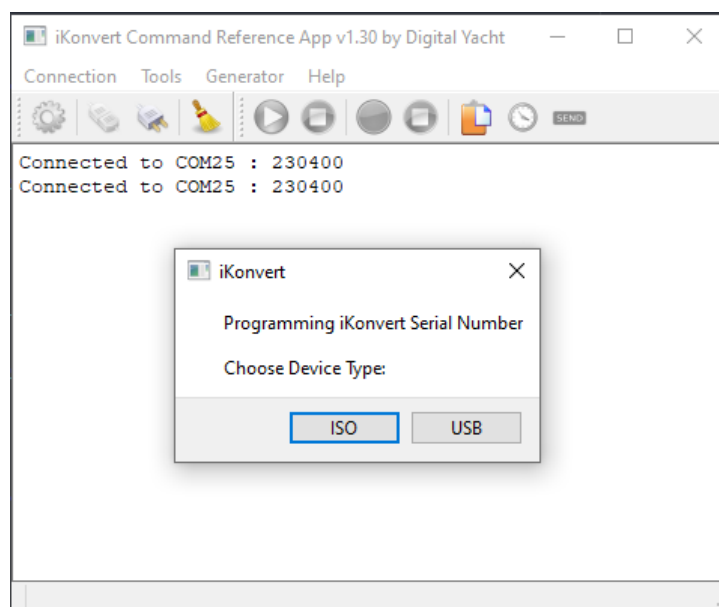 iKonvert Command Reference App v1.30 by Digital Yacht
Connection Tools Generator Help
SEND
Connected to COM25 : 230400
Connected to COM25 : 230400
iKonvert
Programming iKonvert Serial Number
Choose Device Type:
ISO USB